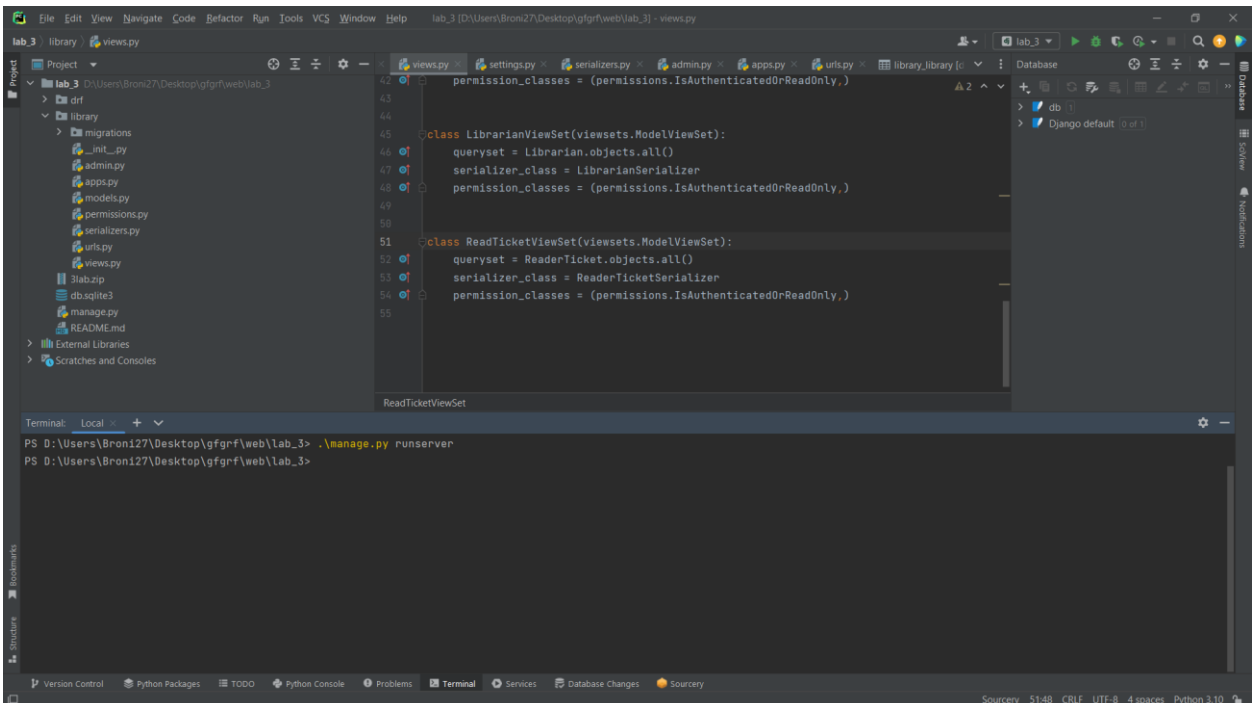 File Edit View Navigate Code Refactor Run Tools VCS Window Help lab_3 [D:\Users\Broni27\Desktop\gfgrf\web\lab_3] - views.py
lab_3 library views.py
lab_3
Project
views.py settings.py serializers.py admin.py apps.py urls.py library_library [c
Database
lab_3 D:\Users\Broni27\Desktop\gfgrf\web\lab_3
drf
library
migrations
__init__.py
admin.py
apps.py
models.py
permissions.py
serializers.py
urls.py
views.py
3lab.zip
db.sqlite3
manage.py
README.md
External Libraries
Scratches and Consoles
42 permission_classes = (permissions.IsAuthenticatedOrReadOnly,)
2
43
44
45 class LibrarianViewSet(viewsets.ModelViewSet):
46 queryset = Librarian.objects.all()
47 serializer_class = LibrarianSerializer
48 permission_classes = (permissions.IsAuthenticatedOrReadOnly,)
49
50
51 class ReadTicketViewSet(viewsets.ModelViewSet):
52 queryset = ReaderTicket.objects.all()
53 serializer_class = ReaderTicketSerializer
54 permission_classes = (permissions.IsAuthenticatedOrReadOnly,)
55
ReadTicketViewSet
db 1
Django default 0 of 1
Project
Bookmarks
Structure
Database
SciView
Notifications
Terminal: Local
PS D:\Users\Broni27\Desktop\gfgrf\web\lab_3> .\manage.py runserver
PS D:\Users\Broni27\Desktop\gfgrf\web\lab_3>
Version Control Python Packages TODO Python Console Problems Terminal Services Database Changes Sourcery
Sourcery 51:48 CRLF UTF-8 4 spaces Python 3.10